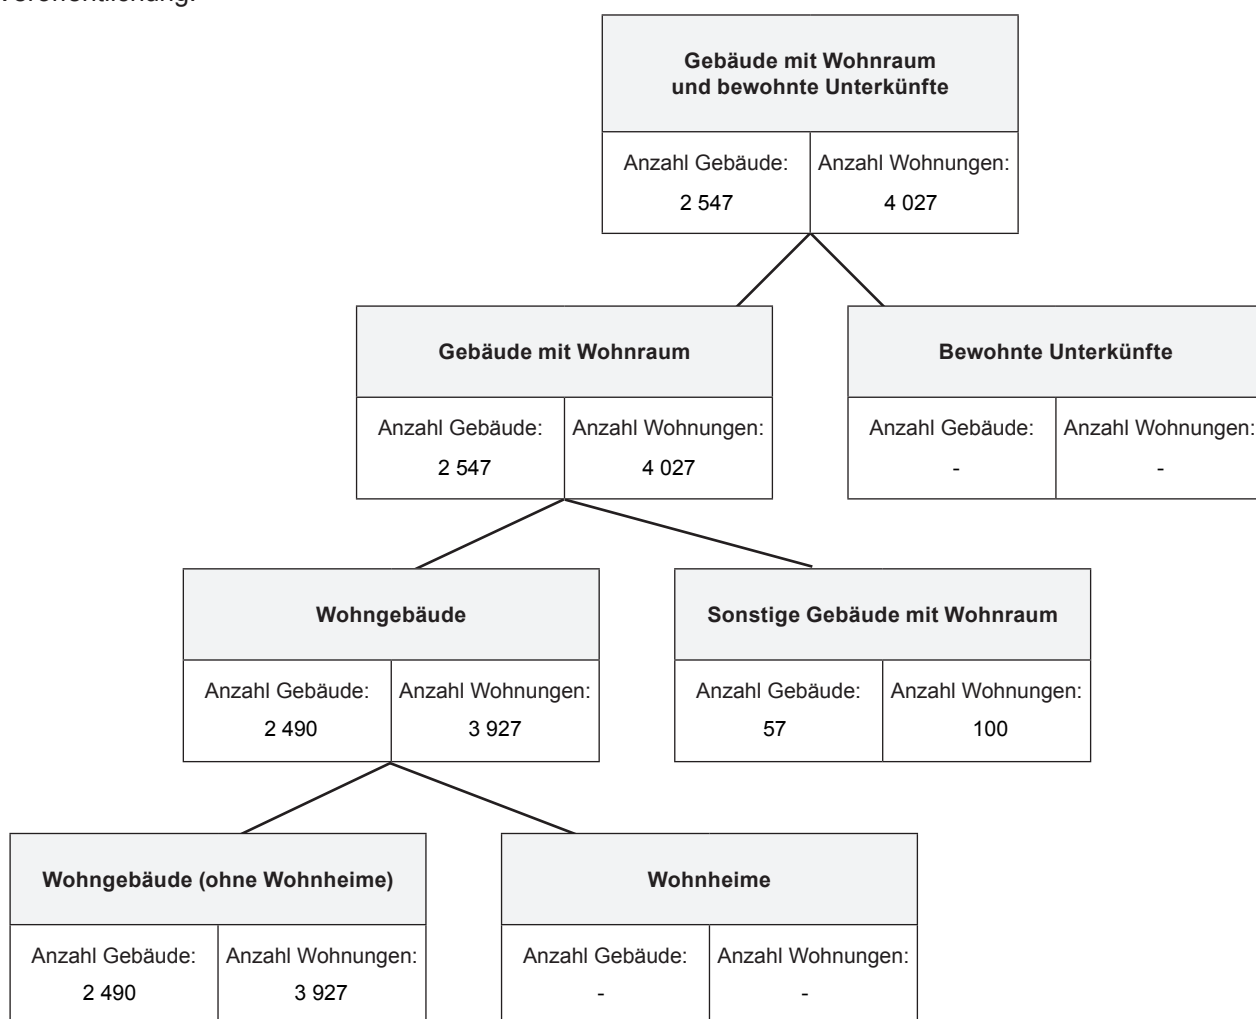 Veröffentlichung.
Gebäude mit Wohnraum
und bewohnte Unterkünfte
Anzahl Gebäude: Anzahl Wohnungen:
2 547 4 027
Gebäude mit Wohnraum Bewohnte Unterkünfte
Anzahl Gebäude: Anzahl Wohnungen: Anzahl Gebäude: Anzahl Wohnungen:
2 547 4 027 - -
Wohngebäude Sonstige Gebäude mit Wohnraum
Anzahl Gebäude: Anzahl Wohnungen: Anzahl Gebäude: Anzahl Wohnungen:
2 490 3 927 57 100
Wohngebäude (ohne Wohnheime) Wohnheime
Anzahl Gebäude: Anzahl Wohnungen: Anzahl Gebäude: Anzahl Wohnungen:
2 490 3 927 - -